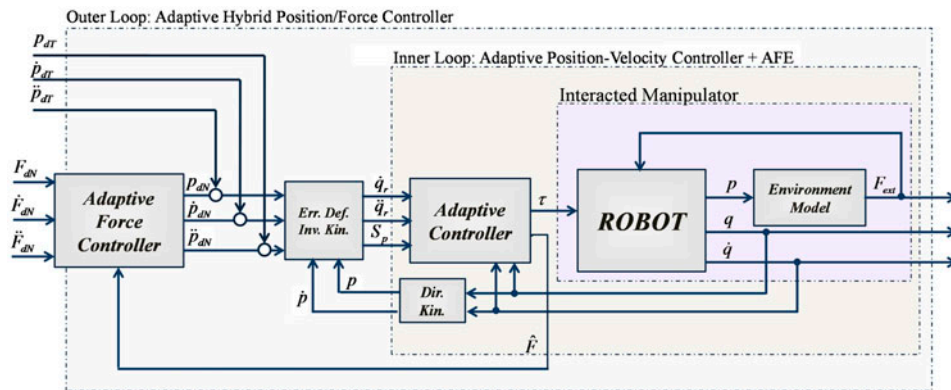 Outer Loop: Adaptive Hybrid Position/Force Controller
p_dT
ṗ_dT
p̈_dT
Inner Loop: Adaptive Position-Velocity Controller + AFE
Interacted Manipulator
F_dN
Ḟ_dN
F̈_dN
Adaptive
Force
Controller
p_dN
ṗ_dN
p̈_dN
Err. Def.
Inv. Kin.
q̇_r
q̈_r
S_p
Adaptive
Controller
τ
ROBOT
p
q
q̇
Environment
Model
F_ext
ṗ
p
Dir.
Kin.
F̂